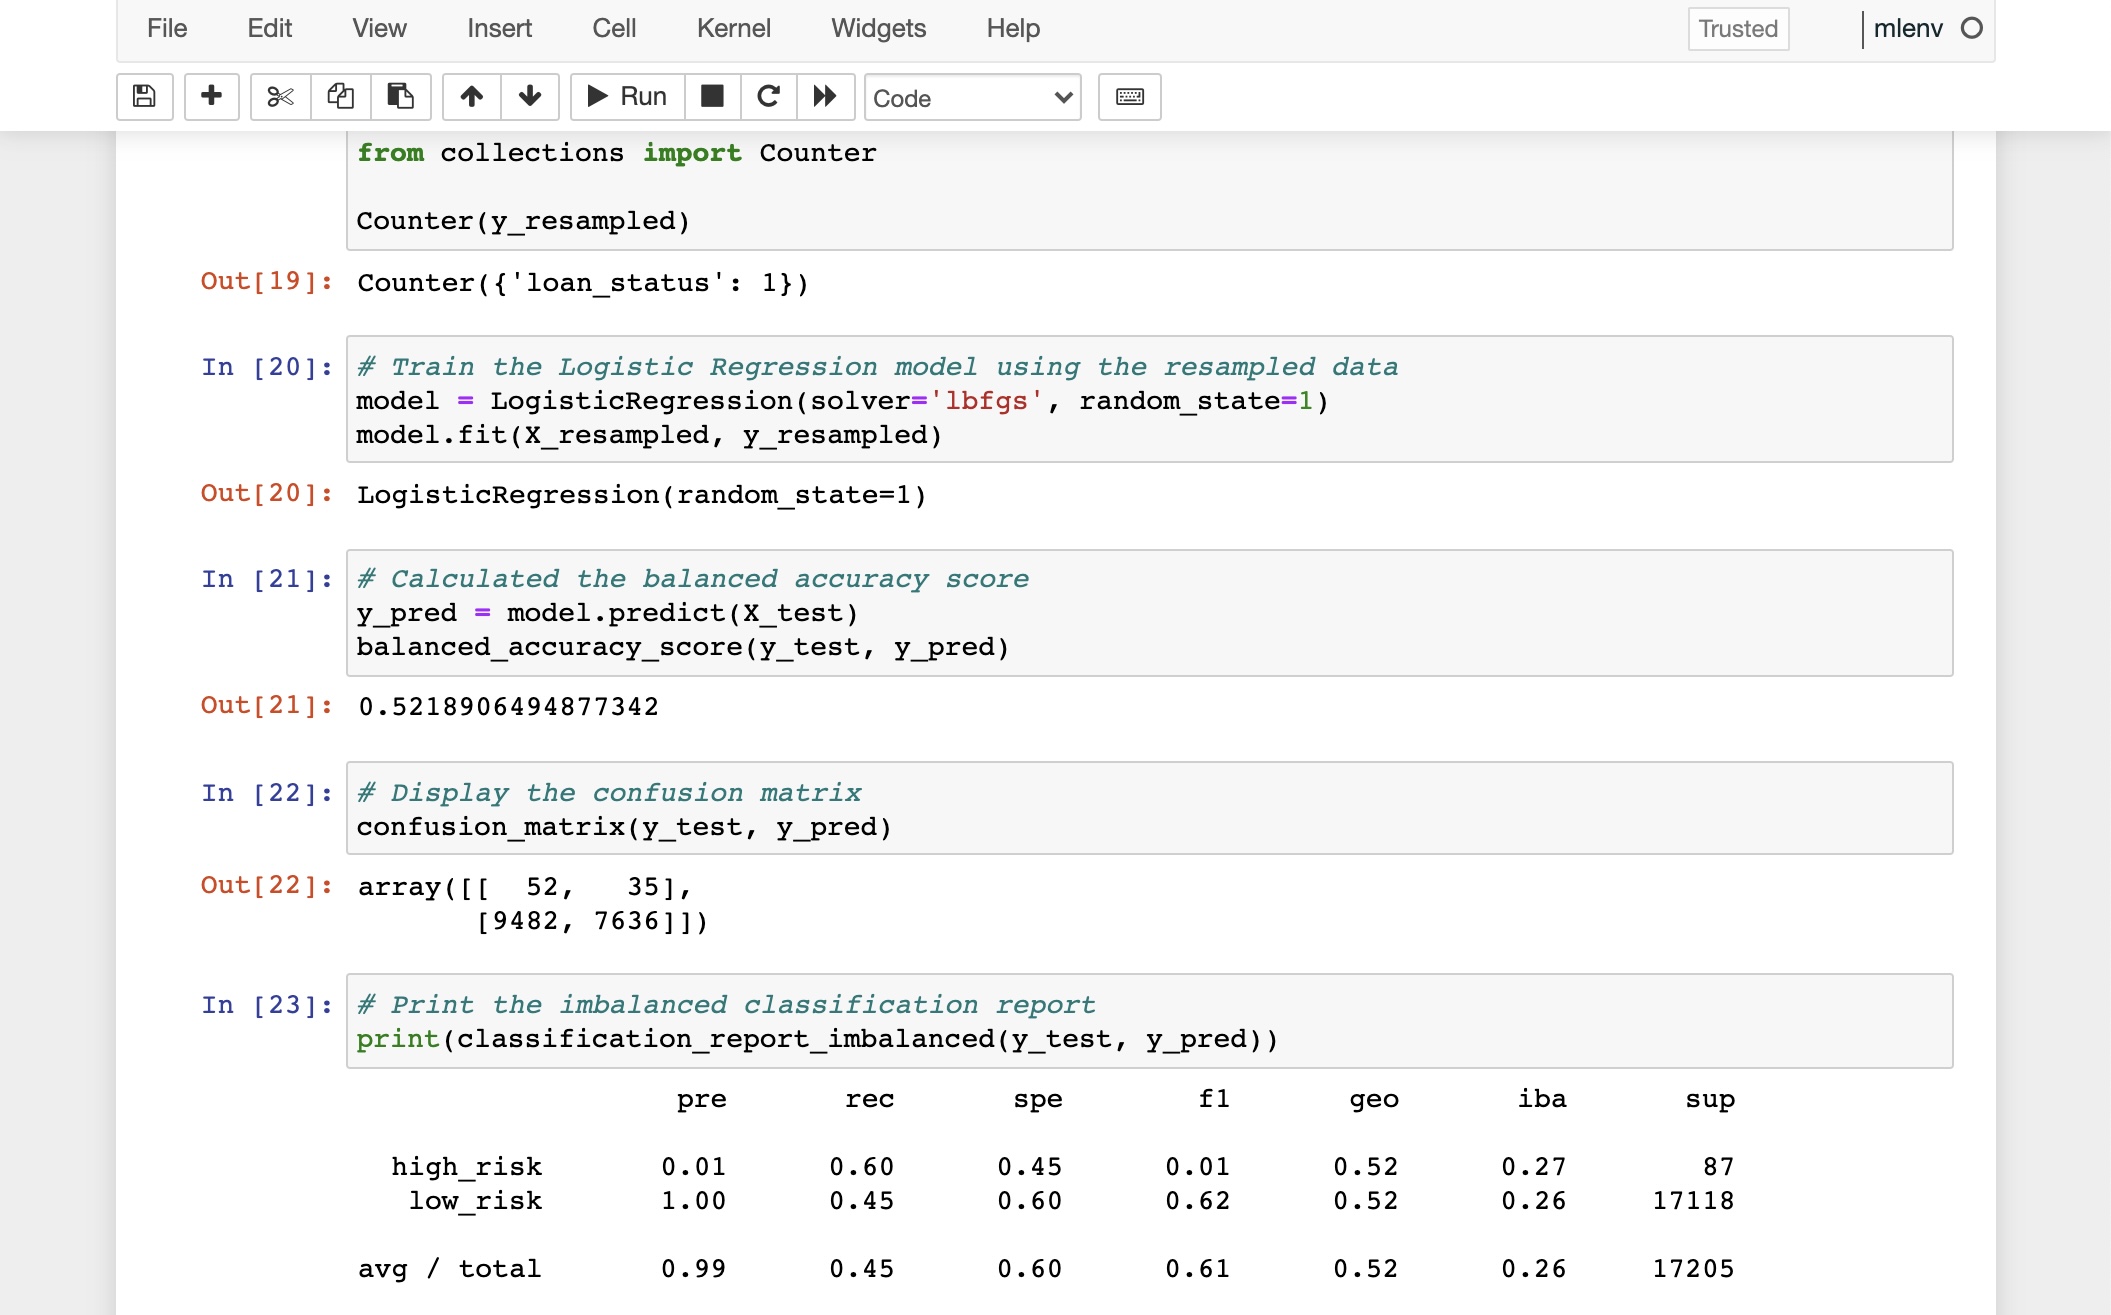 File Edit View Insert Cell Kernel Widgets Help Trusted mlenv
Run Code
from collections import Counter
Counter(y_resampled)
Out[19]: Counter({'loan_status': 1})
In [20]: # Train the Logistic Regression model using the resampled data
model = LogisticRegression(solver='lbfgs', random_state=1)
model.fit(X_resampled, y_resampled)
Out[20]: LogisticRegression(random_state=1)
In [21]: # Calculated the balanced accuracy score
y_pred = model.predict(X_test)
balanced_accuracy_score(y_test, y_pred)
Out[21]: 0.5218906494877342
In [22]: # Display the confusion matrix
confusion_matrix(y_test, y_pred)
Out[22]: array([[  52,   35],
[9482, 7636]])
In [23]: # Print the imbalanced classification report
print(classification_report_imbalanced(y_test, y_pred))
pre rec spe f1 geo iba sup
high_risk 0.01 0.60 0.45 0.01 0.52 0.27 87
low_risk 1.00 0.45 0.60 0.62 0.52 0.26 17118
avg / total 0.99 0.45 0.60 0.61 0.52 0.26 17205